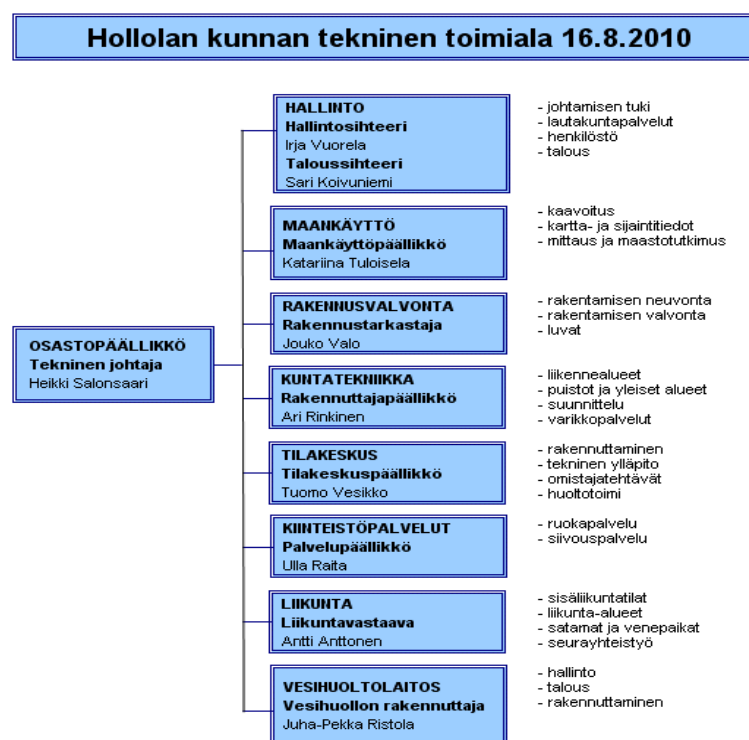 Hollolan kunnan tekninen toimiala 16.8.2010
OSASTOPÄÄLLIKKÖ
Tekninen johtaja
Heikki Salonsaari
HALLINTO
Hallintosihteeri
Irja Vuorela
Taloussihteeri
Sari Koivuniemi
- johtamisen tuki
- lautakuntapalvelut
- henkilöstö
- talous
MAANKÄYTTÖ
Maankäyttöpäällikkö
Katariina Tuloisela
- kaavoitus
- kartta- ja sijaintitiedot
- mittaus ja maastotutkimus
RAKENNUSVALVONTA
Rakennustarkastaja
Jouko Valo
- rakentamisen neuvonta
- rakentamisen valvonta
- luvat
KUNTATEKNIIKKA
Rakennuttajapäällikkö
Ari Rinkinen
- liikennealueet
- puistot ja yleiset alueet
- suunnittelu
- varikkopalvelut
TILAKESKUS
Tilakeskuspäällikkö
Tuomo Vesikko
- rakennuttaminen
- tekninen ylläpito
- omistajatehtävät
- huoltotoimi
KIINTEISTÖPALVELUT
Palvelupäällikkö
Ulla Raita
- ruokapalvelu
- siivouspalvelu
LIIKUNTA
Liikuntavastaava
Antti Anttonen
- sisäliikuntatilat
- liikunta-alueet
- satamat ja venepaikat
- seurayhteistyö
VESIHUOLTOLAITOS
Vesihuollon rakennuttaja
Juha-Pekka Ristola
- hallinto
- talous
- rakennuttaminen